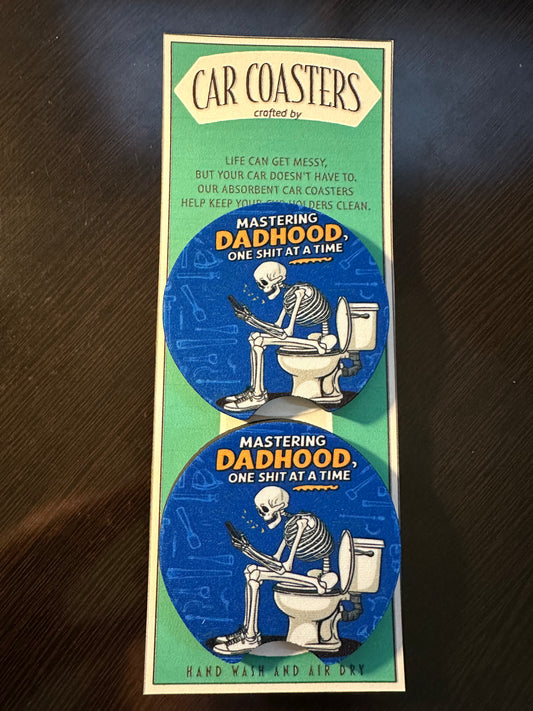 CAR COASTERS
crafted by
LIFE CAN GET MESSY,
BUT YOUR CAR DOESN'T HAVE TO.
OUR ABSORBENT CAR COASTERS
HELP KEEP YOUR CUP HOLDERS CLEAN.
MASTERING
DADHOOD,
ONE SHIT AT A TIME
MASTERING
DADHOOD,
ONE SHIT AT A TIME
HAND WASH AND AIR DRY